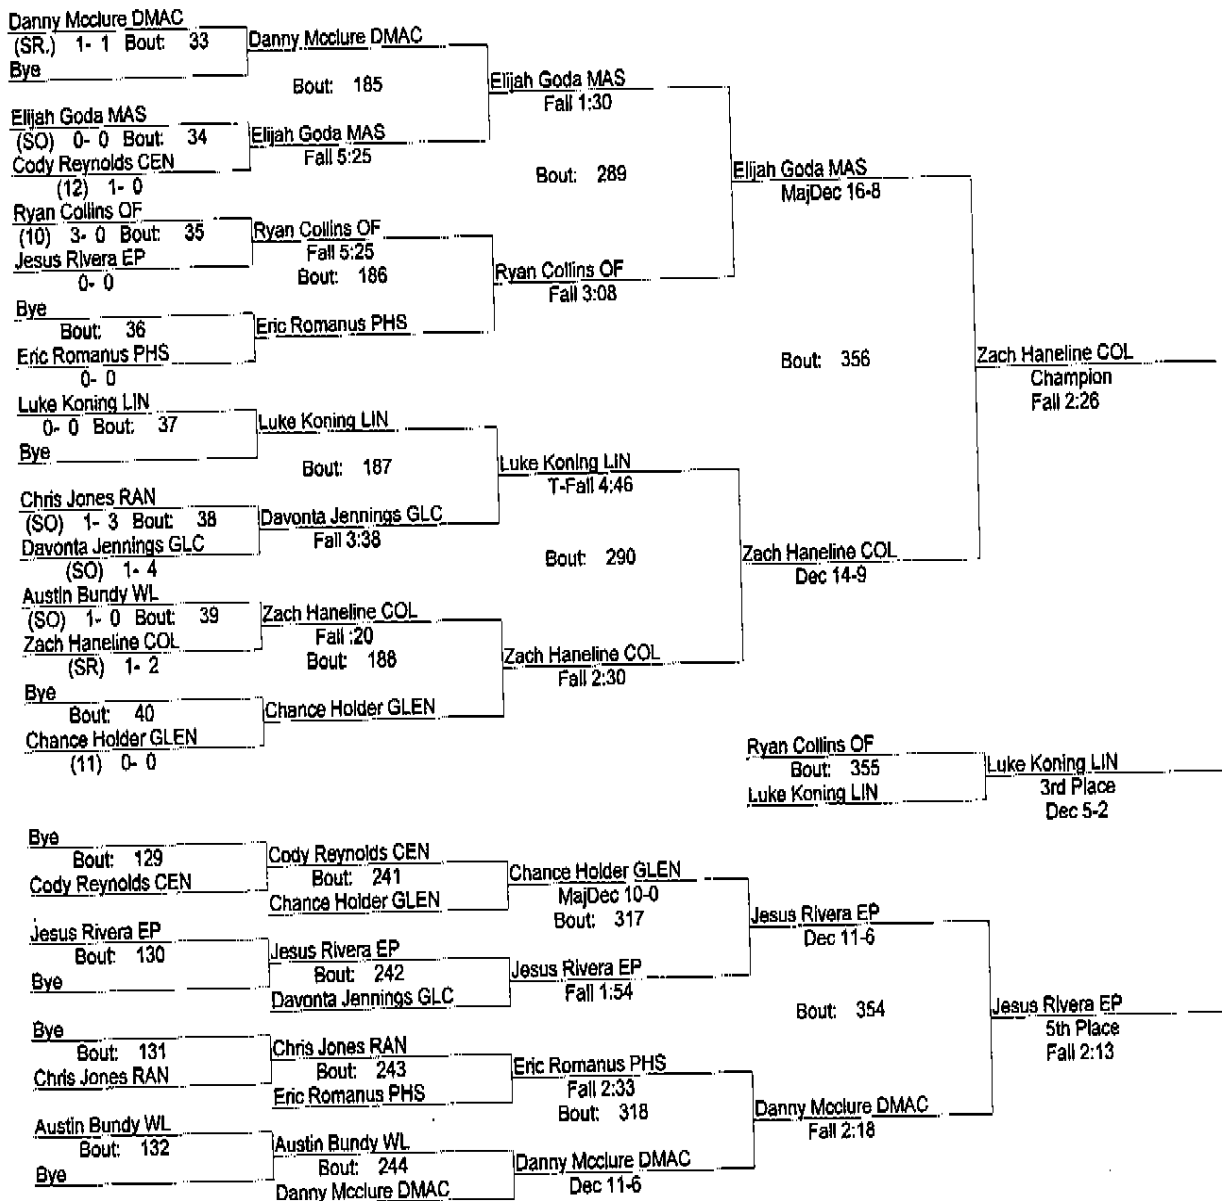 Danny Mcclure DMAC
(SR.) 1- 1 Bout: 33
Bye
Danny Mcclure DMAC
Bout: 185
Elijah Goda MAS
(SO) 0- 0 Bout: 34
Cody Reynolds CEN
(12) 1- 0
Elijah Goda MAS
Fall 5:25
Elijah Goda MAS
Fall 1:30
Bout: 289
Ryan Collins OF
(10) 3- 0 Bout: 35
Jesus Rivera EP
0- 0
Ryan Collins OF
Fall 5:25
Bout: 186
Bye
Bout: 36
Eric Romanus PHS
0- 0
Eric Romanus PHS
Ryan Collins OF
Fall 3:08
Elijah Goda MAS
MajDec 16-8
Bout: 356
Zach Haneline COL
Champion
Fall 2:26
Luke Koning LIN
0- 0 Bout: 37
Bye
Luke Koning LIN
Bout: 187
Chris Jones RAN
(SO) 1- 3 Bout: 38
Davonta Jennings GLC
(SO) 1- 4
Davonta Jennings GLC
Fall 3:38
Luke Koning LIN
T-Fall 4:46
Bout: 290
Austin Bundy WL
(SO) 1- 0 Bout: 39
Zach Haneline COL
(SR) 1- 2
Zach Haneline COL
Fall :20
Bout: 188
Bye
Bout: 40
Chance Holder GLEN
(11) 0- 0
Chance Holder GLEN
Zach Haneline COL
Fall 2:30
Zach Haneline COL
Dec 14-9
Ryan Collins OF
Bout: 355
Luke Koning LIN
Luke Koning LIN
3rd Place
Dec 5-2
Bye
Bout: 129
Cody Reynolds CEN
Cody Reynolds CEN
Bout: 241
Chance Holder GLEN
Chance Holder GLEN
MajDec 10-0
Bout: 317
Jesus Rivera EP
Bout: 130
Bye
Jesus Rivera EP
Bout: 242
Davonta Jennings GLC
Jesus Rivera EP
Fall 1:54
Jesus Rivera EP
Dec 11-6
Bout: 354
Jesus Rivera EP
5th Place
Fall 2:13
Bye
Bout: 131
Chris Jones RAN
Chris Jones RAN
Bout: 243
Eric Romanus PHS
Eric Romanus PHS
Fall 2:33
Bout: 318
Austin Bundy WL
Bout: 132
Bye
Austin Bundy WL
Bout: 244
Danny Mcclure DMAC
Danny Mcclure DMAC
Dec 11-6
Danny Mcclure DMAC
Fall 2:18